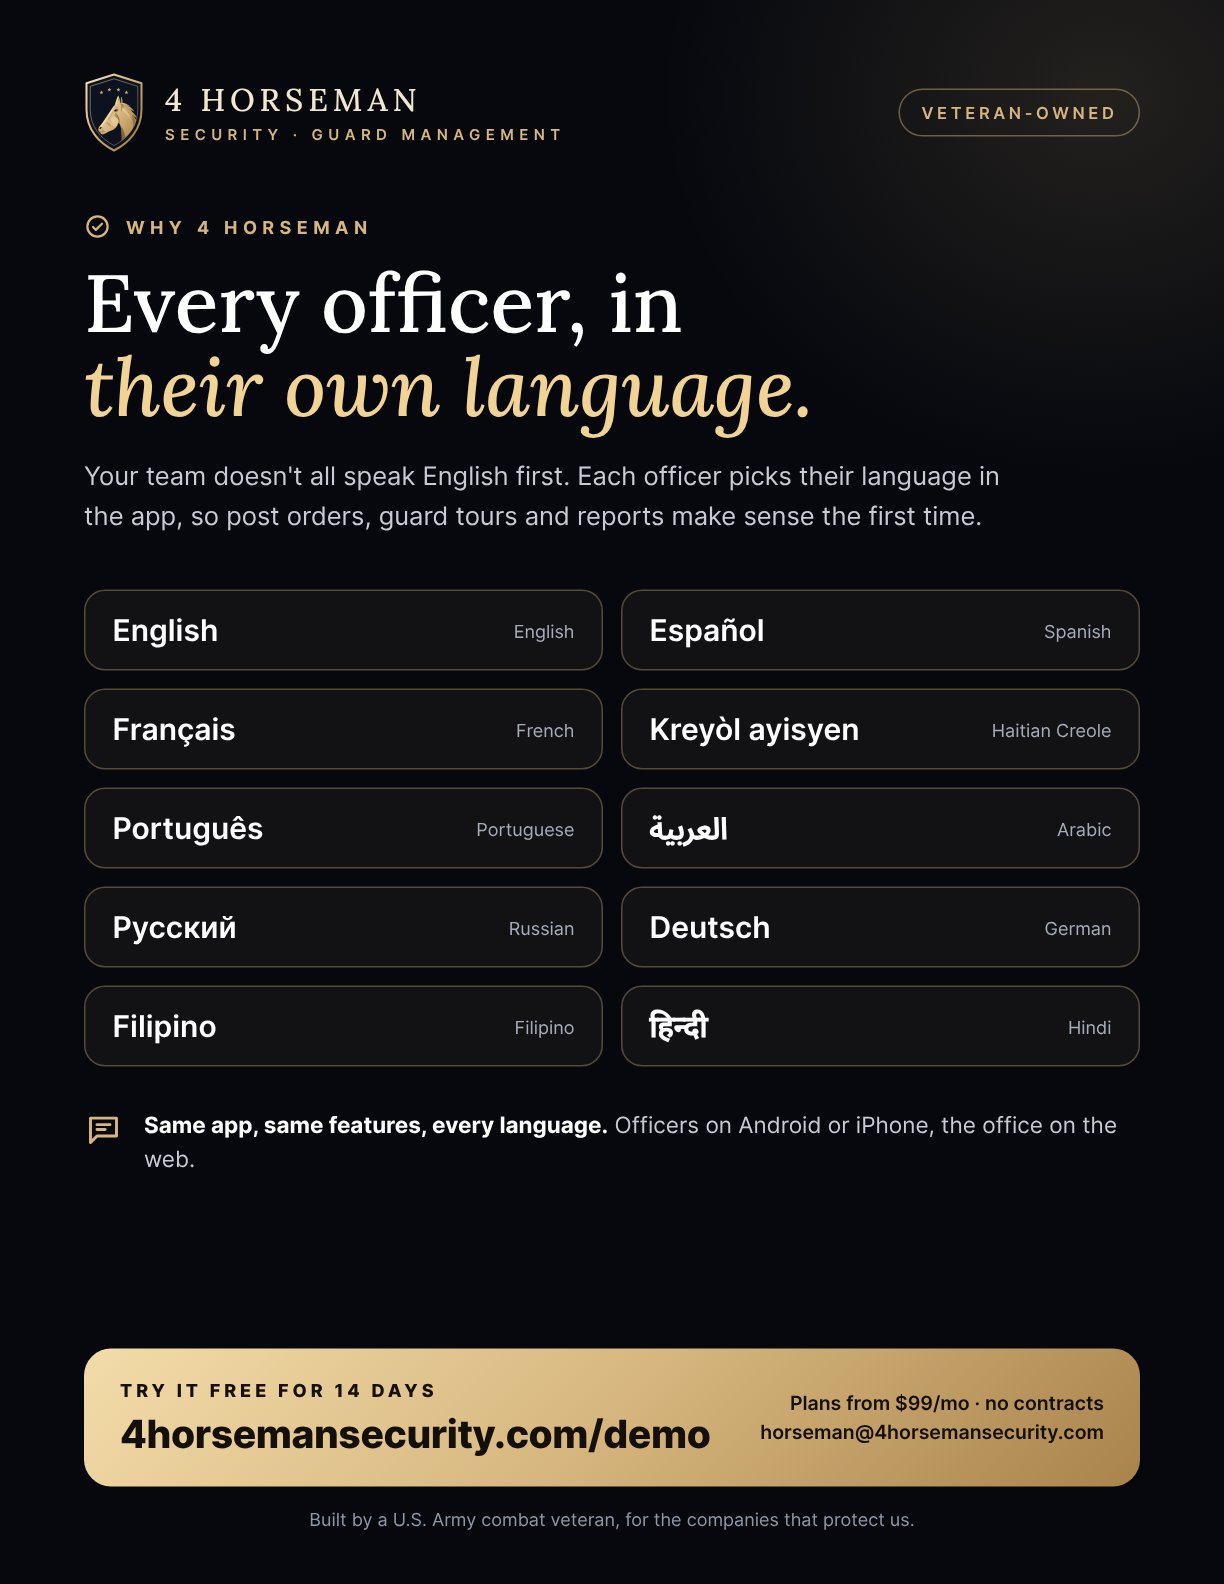 4 HORSEMAN
SECURITY · GUARD MANAGEMENT
VETERAN-OWNED
WHY 4 HORSEMAN
Every officer, in
their own language.
Your team doesn't all speak English first. Each officer picks their language in
the app, so post orders, guard tours and reports make sense the first time.
English English
Español Spanish
Français French
Kreyòl ayisyen Haitian Creole
Português Portuguese
العربية Arabic
Русский Russian
Deutsch German
Filipino Filipino
हिन्दी Hindi
Same app, same features, every language. Officers on Android or iPhone, the office on the
web.
TRY IT FREE FOR 14 DAYS
4horsemansecurity.com/demo
Plans from $99/mo · no contracts
horseman@4horsemansecurity.com
Built by a U.S. Army combat veteran, for the companies that protect us.